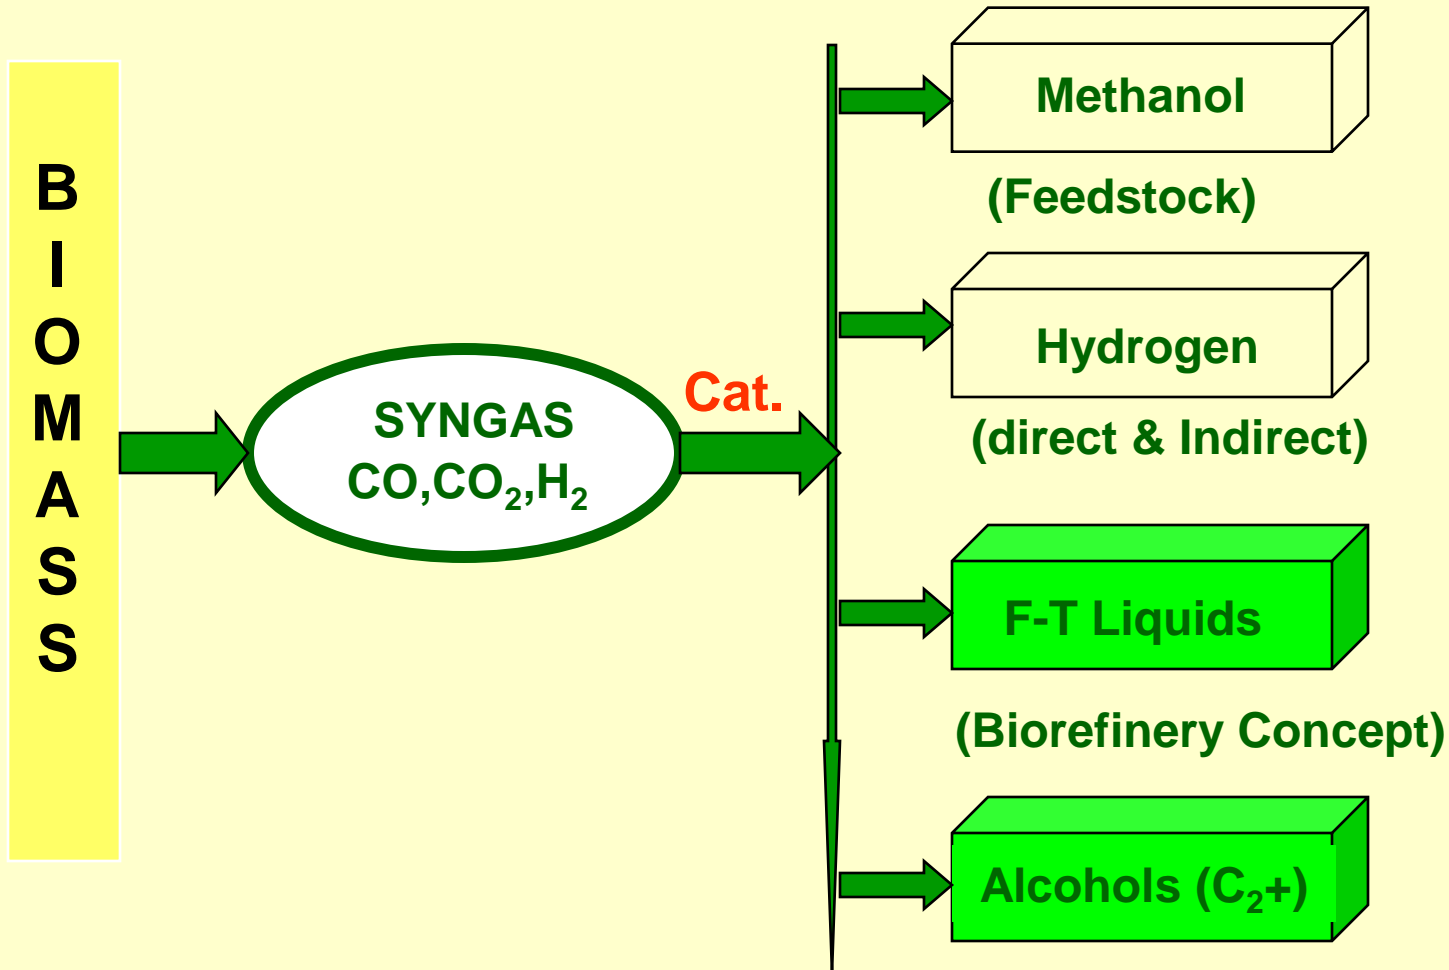 BIOMASS
SYNGAS
CO,CO₂,H₂
Cat.
Methanol
(Feedstock)
Hydrogen
(direct & Indirect)
F-T Liquids
(Biorefinery Concept)
Alcohols (C₂+)